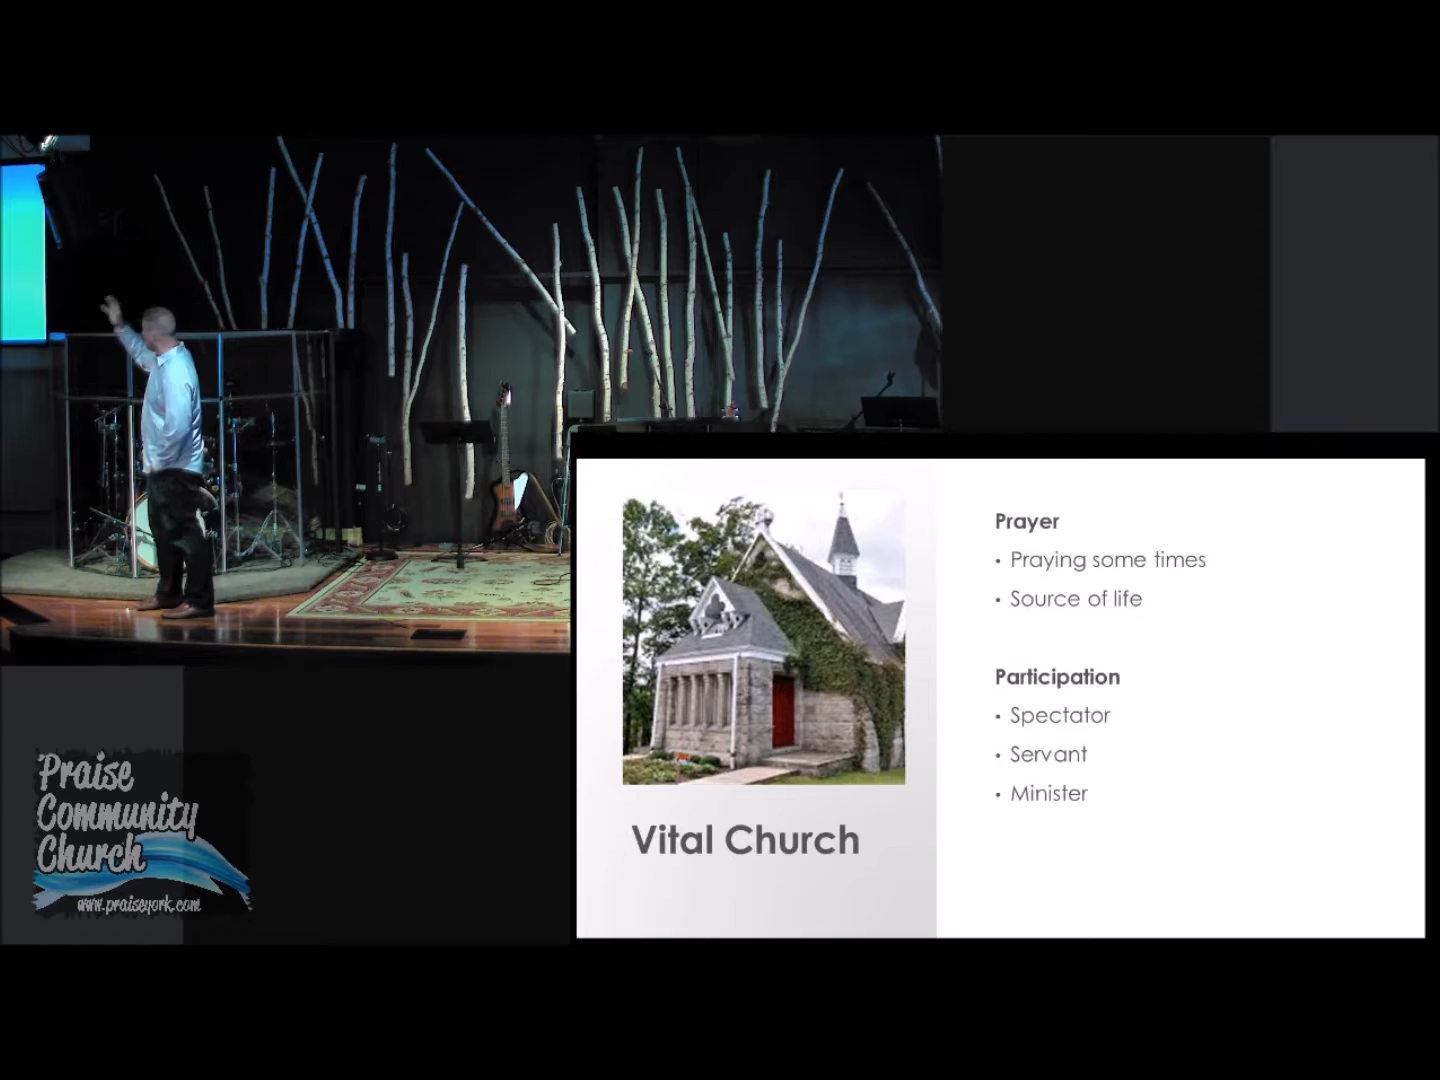 Prayer
• Praying some times
• Source of life
Participation
• Spectator
• Servant
• Minister
Vital Church
Praise
Community
Church
www.praiseyork.com